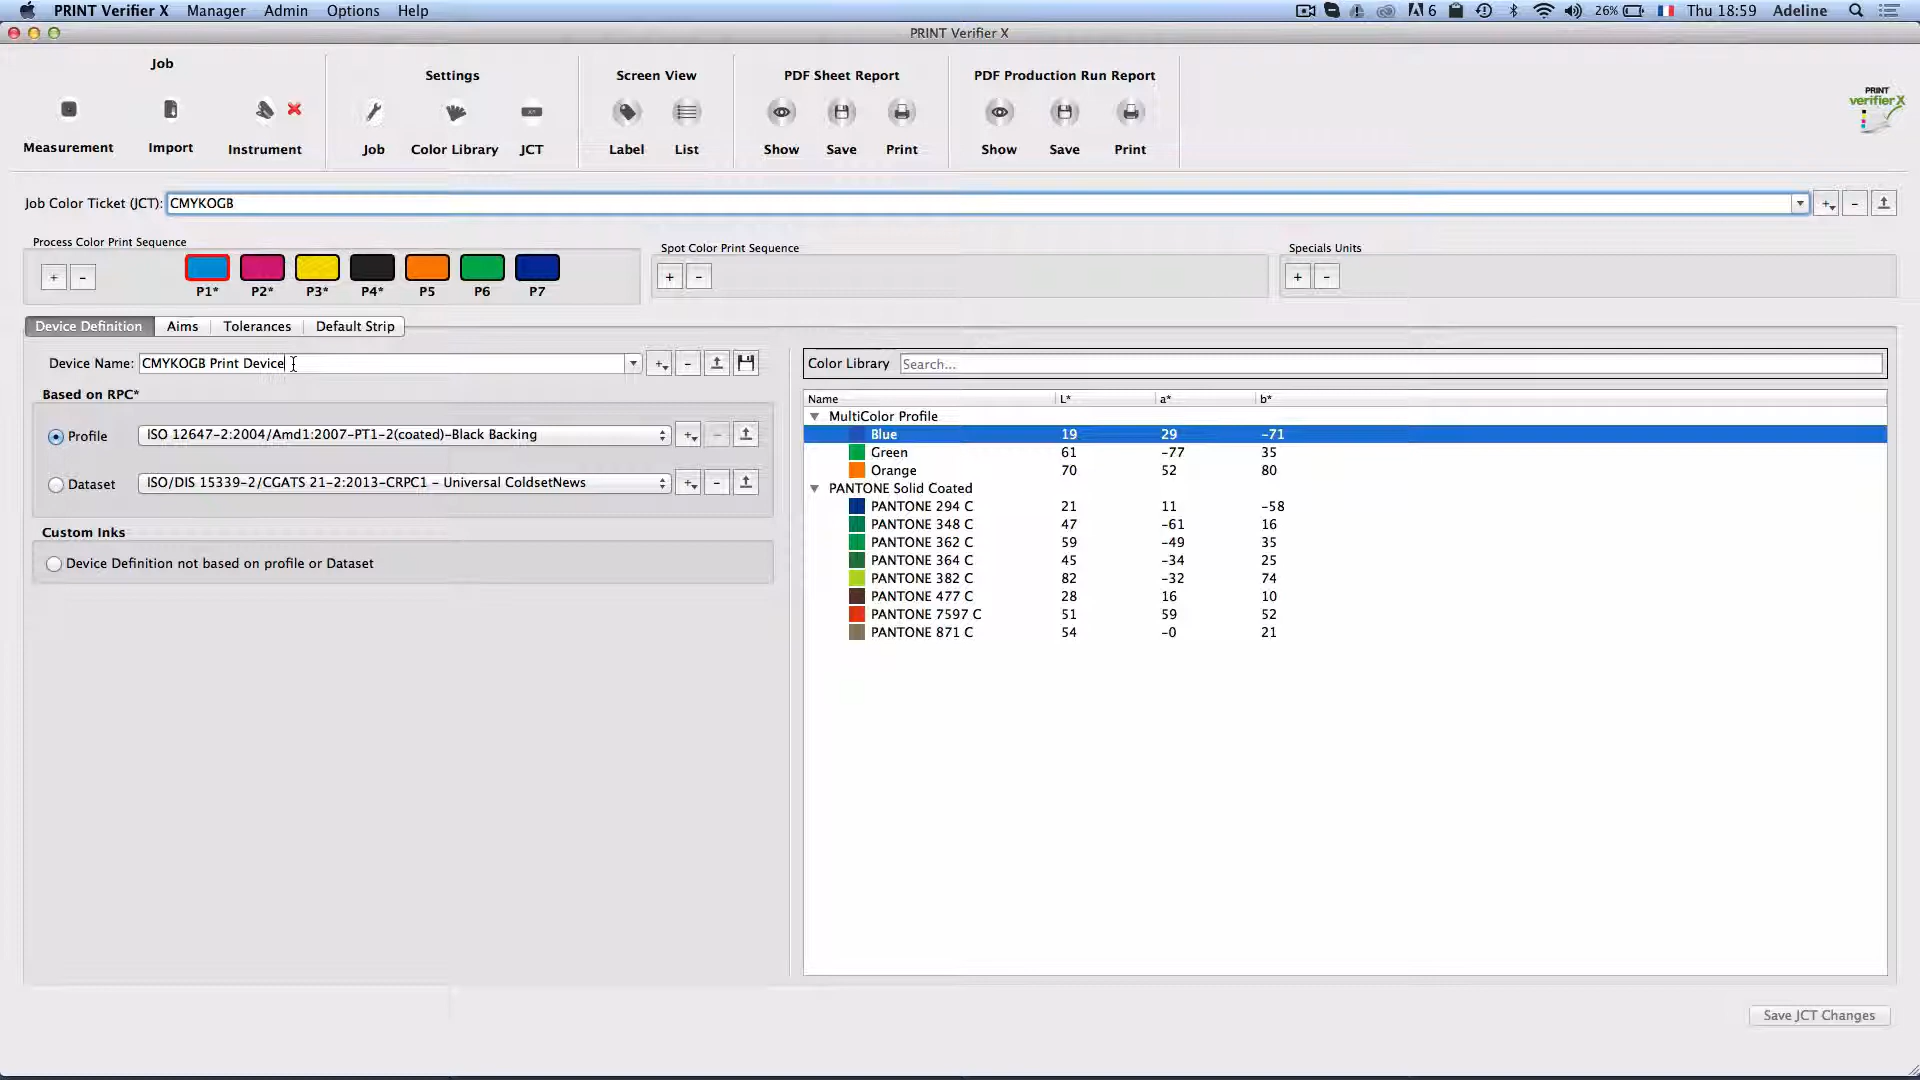 PRINT Verifier X Manager Admin Options Help 6 26% Thu 18:59 Adeline
PRINT Verifier X
Job Settings Screen View PDF Sheet Report PDF Production Run Report
Measurement Import Instrument Job Color Library JCT Label List Show Save Print Show Save Print
PRINT
verifierX
Job Color Ticket (JCT): CMYKOGB + -
Process Color Print Sequence Spot Color Print Sequence Specials Units
+ - + - + -
P1* P2* P3* P4* P5 P6 P7
Device Definition Aims Tolerances Default Strip
Device Name: CMYKOGB Print Device + -
Based on RPC*
Profile ISO 12647-2:2004/Amd1:2007-PT1-2(coated)-Black Backing + -
Dataset ISO/DIS 15339-2/CGATS 21-2:2013-CRPC1 - Universal ColdsetNews + -
Custom Inks
Device Definition not based on profile or Dataset
Color Library Search...
Name L* a* b*
MultiColor Profile
Blue 19 29 -71
Green 61 -77 35
Orange 70 52 80
PANTONE Solid Coated
PANTONE 294 C 21 11 -58
PANTONE 348 C 47 -61 16
PANTONE 362 C 59 -49 35
PANTONE 364 C 45 -34 25
PANTONE 382 C 82 -32 74
PANTONE 477 C 28 16 10
PANTONE 7597 C 51 59 52
PANTONE 871 C 54 -0 21
Save JCT Changes